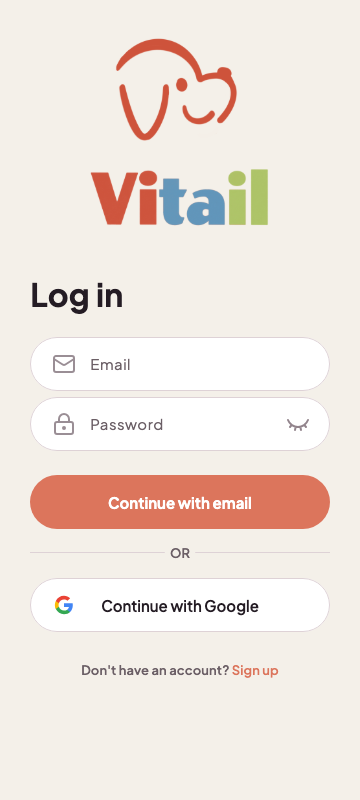 Vitail
Log in
Email
Password
Continue with email
OR
Continue with Google
Don't have an account? Sign up